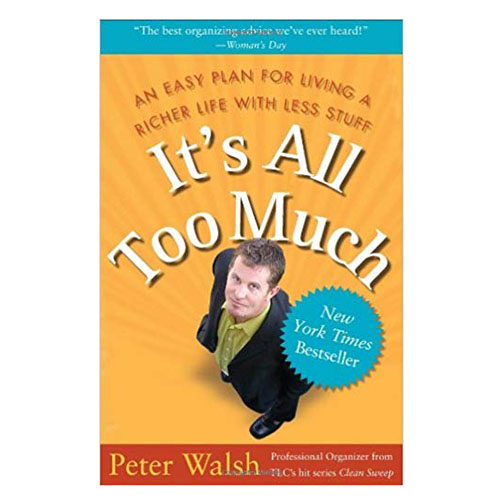 "The best organizing advice we've ever heard!"
—Woman's Day
AN EASY PLAN FOR LIVING A
RICHER LIFE WITH LESS STUFF
It's All
Too Much
New
York Times
Bestseller
Peter Walsh
Professional Organizer from
TLC's hit series Clean Sweep